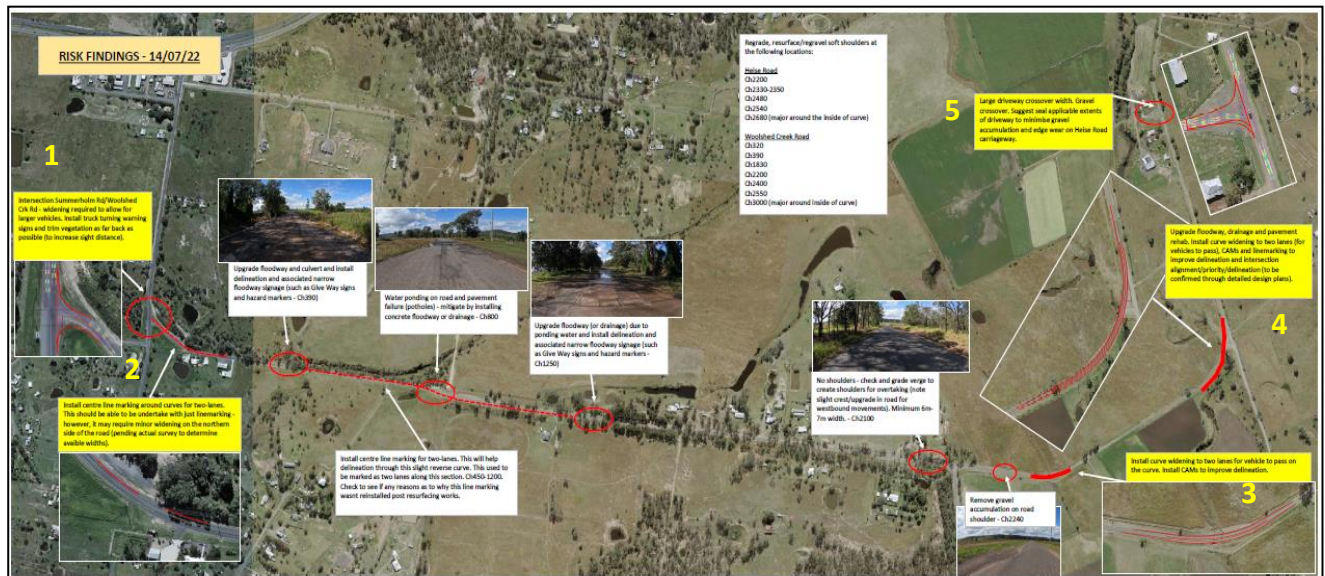 RISK FINDINGS - 14/07/22
Regrade, resurface/regravel soft shoulders at
the following locations:
Heise Road
Ch2200
Ch2330-2350
Ch2480
Ch2540
Ch2680 (major around the inside of curve)
Woolshed Creek Road
Ch320
Ch390
Ch1830
Ch2200
Ch2400
Ch2550
Ch3000 (major around inside of curve)
5
Large driveway crossover width. Gravel
crossover. Suggest seal applicable extents
of driveway to minimise gravel
accumulation and edge wear on Heise Road
carriageway.
1
Intersection Summerholm Rd/Woolshed
Crk Rd - widening required to allow for
larger vehicles. Install truck turning warning
signs and trim vegetation as far back as
possible (to increase sight distance).
Upgrade floodway and culvert and install
delineation and associated narrow
floodway signage (such as Give Way signs
and hazard markers - Ch390)
Water ponding on road and pavement
failure (potholes) - mitigate by installing
concrete floodway or drainage - Ch800
Upgrade floodway (or drainage) due to
ponding water and install delineation and
associated narrow floodway signage (such
as Give Way signs and hazard markers -
Ch1250)
Upgrade floodway, drainage and pavement
rehab. Install curve widening to two lanes (for
vehicles to pass), CAMs and linemarking to
improve delineation and intersection
alignment/priority/delineation (to be
confirmed through detailed design plans).
4
2
Install centre line marking around curves for two-lanes.
This should be able to be undertaken with just linemarking -
however, it may require minor widening on the northern
side of the road (pending actual survey to determine
avaible widths).
Install centre line marking for two-lanes. This will help
delineation through this slight reverse curve. This used to
be marked as two lanes along this section. Ch450-1200.
Check to see if any reasons as to why this line marking
wasnt reinstalled post resurfacing works.
No shoulders - check and grade verge to
create shoulders for overtaking (note
slight crest/upgrade in road for
westbound movements). Minimum 6m-
7m width. - Ch2100
Remove gravel
accumulation on road
shoulder - Ch2240
Install curve widening to two lanes for vehicle to pass on
the curve. Install CAMs to improve delineation.
3